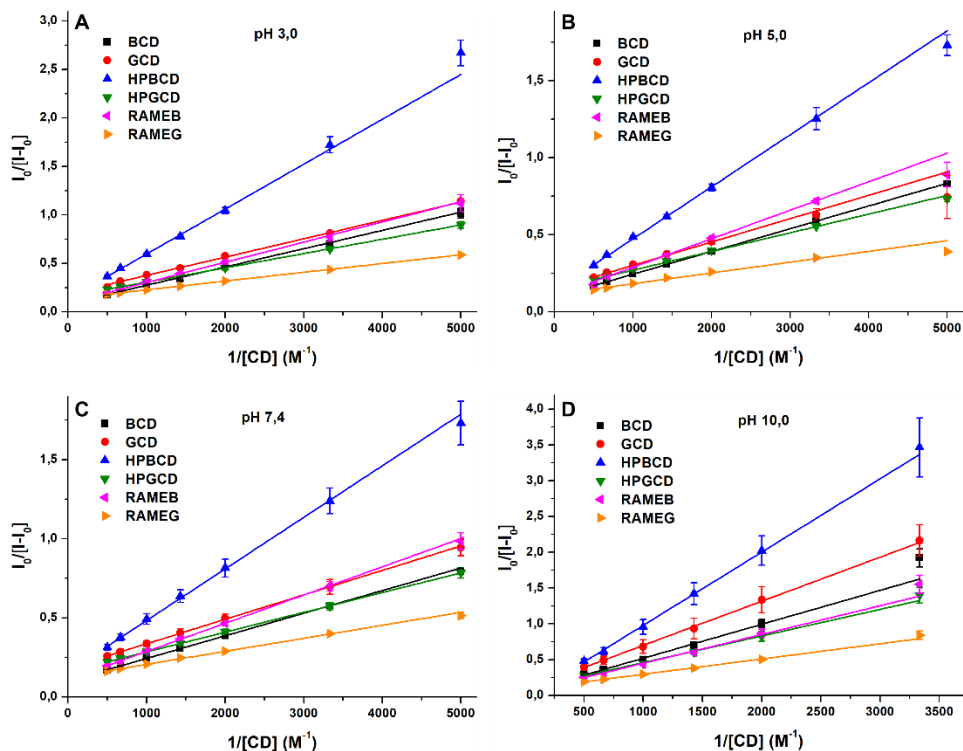 A
pH 3,0
BCD
GCD
HPBCD
HPGCD
RAMEB
RAMEG
I₀/[I-I₀]
3,0
2,5
2,0
1,5
1,0
0,5
0,0
0 1000 2000 3000 4000 5000
1/[CD] (M⁻¹)
B
pH 5,0
BCD
GCD
HPBCD
HPGCD
RAMEB
RAMEG
I₀/[I-I₀]
1,5
1,0
0,5
0,0
0 1000 2000 3000 4000 5000
1/[CD] (M⁻¹)
C
pH 7,4
BCD
GCD
HPBCD
HPGCD
RAMEB
RAMEG
I₀/[I-I₀]
1,5
1,0
0,5
0,0
0 1000 2000 3000 4000 5000
1/[CD] (M⁻¹)
D
pH 10,0
BCD
GCD
HPBCD
HPGCD
RAMEB
RAMEG
I₀/[I-I₀]
4,0
3,5
3,0
2,5
2,0
1,5
1,0
0,5
0,0
500 1000 1500 2000 2500 3000 3500
1/[CD] (M⁻¹)